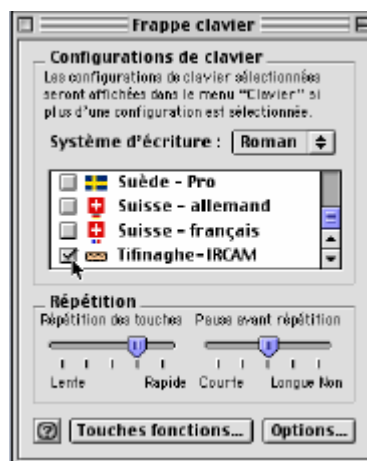 Frappe clavier
Configurations de clavier
Les configurations de clavier sélectionnées
seront affichées dans le menu "Clavier" si
plus d'une configuration est sélectionnée.
Système d'écriture : Roman
Suède - Pro
Suisse - allemand
Suisse - français
Tifinaghe-IRCAM
Répétition
Répétition des touches Pause avant répétition
Lente Rapide Courte Longue Non
? Touches fonctions... Options...